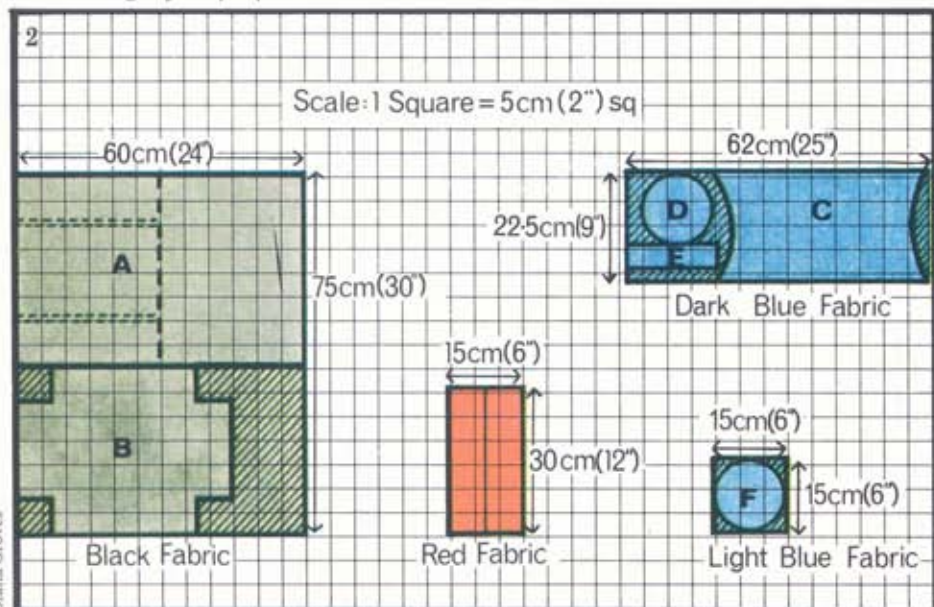 2
Scale:1 Square = 5cm (2") sq
60cm(24")
62cm(25")
A
75cm(30")
22·5cm(9")
D
C
E
Dark Blue Fabric
15cm(6")
B
30cm(12")
15cm(6")
F
15cm(6")
Black Fabric
Red Fabric
Light Blue Fabric